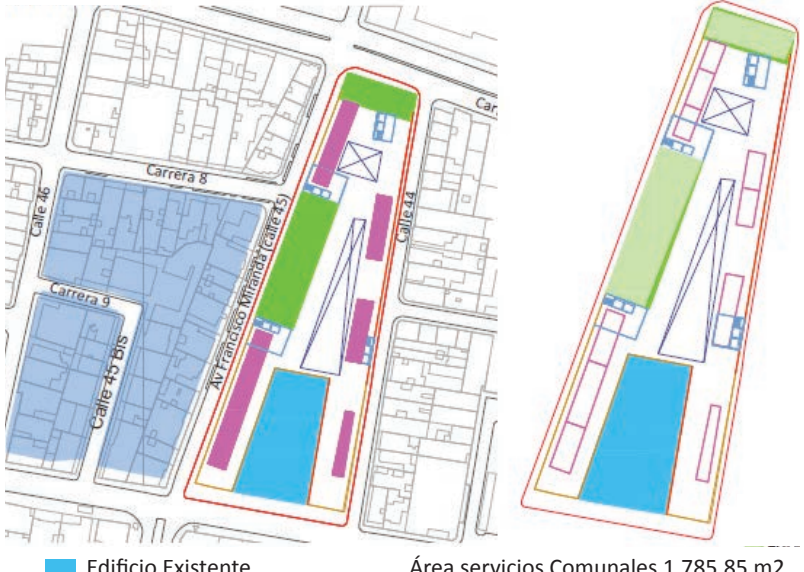 Carrera 8
Calle 46
Carrera 9
Calle 45 Bis
Av Francisco Miranda (calle 45)
Calle 44
Edificio Existente
Área servicios Comunales 1.785,85 m2